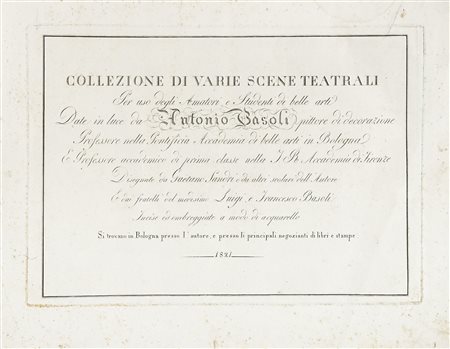 COLLEZIONE DI VARIE SCENE TEATRALI
Per uso degli Amatori, e Studenti di belle arti
Date in luce da Antonio Basoli pittore di decorazione
Professore nella Pontificia Accademia di belle arti in Bologna
E Professore accademico di prima classe nella I. R. Accademia di Firenze
Disegnate da Gaetano Sandri e da altri scolari dell'Autore
E dai fratelli del medesimo Luigi, e Francesco Basoli
Incise ed ombreggiate a modo di acquarello
Si trovano in Bologna presso l'autore, e presso li principali negozianti di libri e stampe
1821